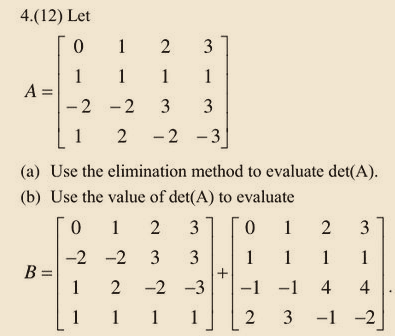 4.(12) Let
0 1 2 3
1 1 1 1
A =
-2 -2 3 3
1 2 -2 -3
(a) Use the elimination method to evaluate det(A).
(b) Use the value of det(A) to evaluate
0 1 2 3 0 1 2 3
-2 -2 3 3 1 1 1 1
B = +
1 2 -2 -3 -1 -1 4 4 .
1 1 1 1 2 3 -1 -2